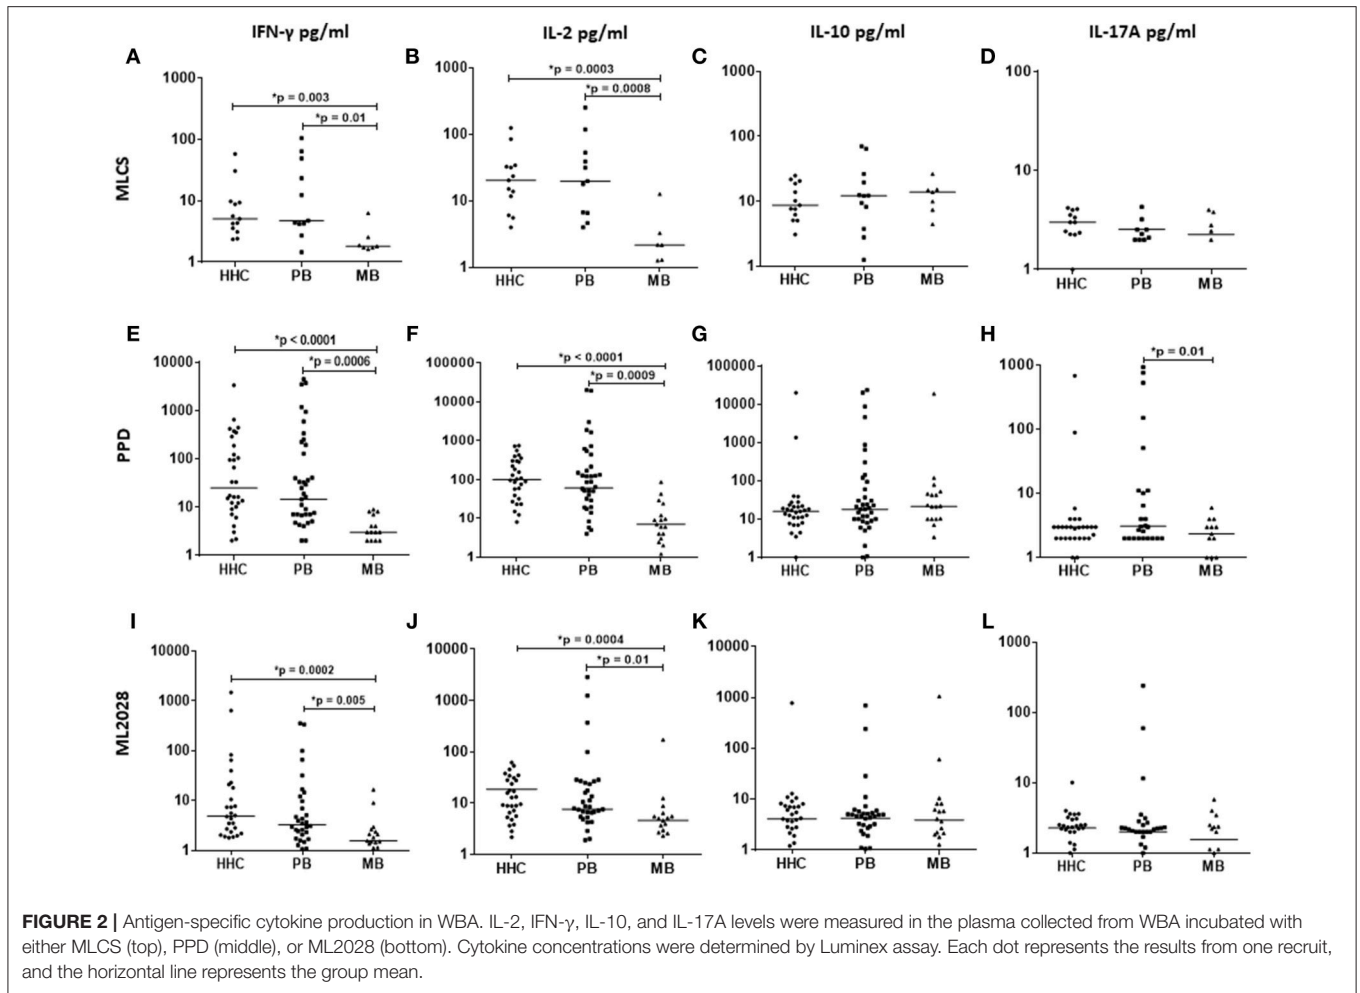 IFN-γ pg/ml IL-2 pg/ml IL-10 pg/ml IL-17A pg/ml
MLCS
A
1000
100
10
1
*p = 0.003
*p = 0.01
HHC PB MB
B
1000
100
10
1
*p = 0.0003
*p = 0.0008
HHC PB MB
C
1000
100
10
1
HHC PB MB
D
100
10
1
HHC PB MB
PPD
E
10000
1000
100
10
1
*p < 0.0001
*p = 0.0006
HHC PB MB
F
100000
10000
1000
100
10
1
*p < 0.0001
*p = 0.0009
HHC PB MB
G
100000
10000
1000
100
10
1
HHC PB MB
H
1000
100
10
1
*p = 0.01
HHC PB MB
ML2028
I
10000
1000
100
10
1
*p = 0.0002
*p = 0.005
HHC PB MB
J
10000
1000
100
10
1
*p = 0.0004
*p = 0.01
HHC PB MB
K
10000
1000
100
10
1
HHC PB MB
L
1000
100
10
1
HHC PB MB
FIGURE 2 | Antigen-specific cytokine production in WBA. IL-2, IFN-γ, IL-10, and IL-17A levels were measured in the plasma collected from WBA incubated with
either MLCS (top), PPD (middle), or ML2028 (bottom). Cytokine concentrations were determined by Luminex assay. Each dot represents the results from one recruit,
and the horizontal line represents the group mean.